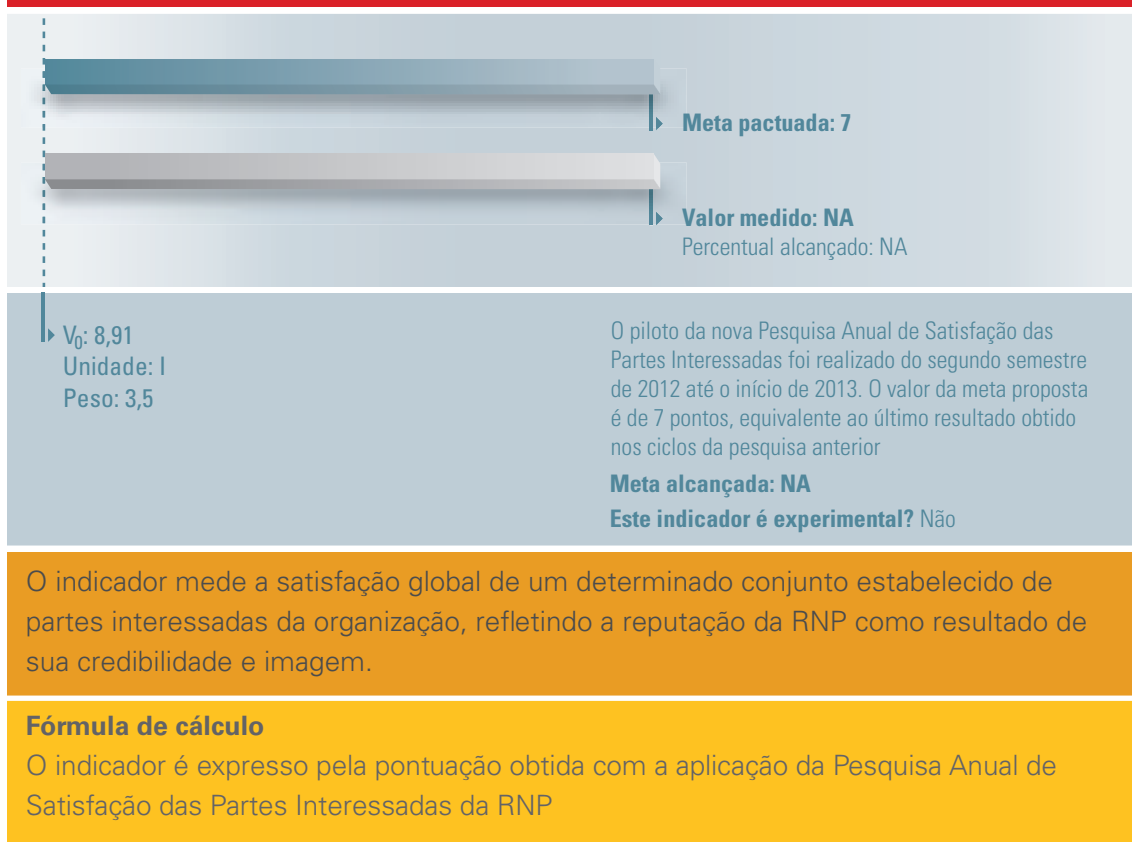 Meta pactuada: 7
Valor medido: NA
Percentual alcançado: NA
V₀: 8,91
Unidade: I
Peso: 3,5
O piloto da nova Pesquisa Anual de Satisfação das
Partes Interessadas foi realizado do segundo semestre
de 2012 até o início de 2013. O valor da meta proposta
é de 7 pontos, equivalente ao último resultado obtido
nos ciclos da pesquisa anterior
Meta alcançada: NA
Este indicador é experimental? Não
O indicador mede a satisfação global de um determinado conjunto estabelecido de
partes interessadas da organização, refletindo a reputação da RNP como resultado de
sua credibilidade e imagem.
Fórmula de cálculo
O indicador é expresso pela pontuação obtida com a aplicação da Pesquisa Anual de
Satisfação das Partes Interessadas da RNP